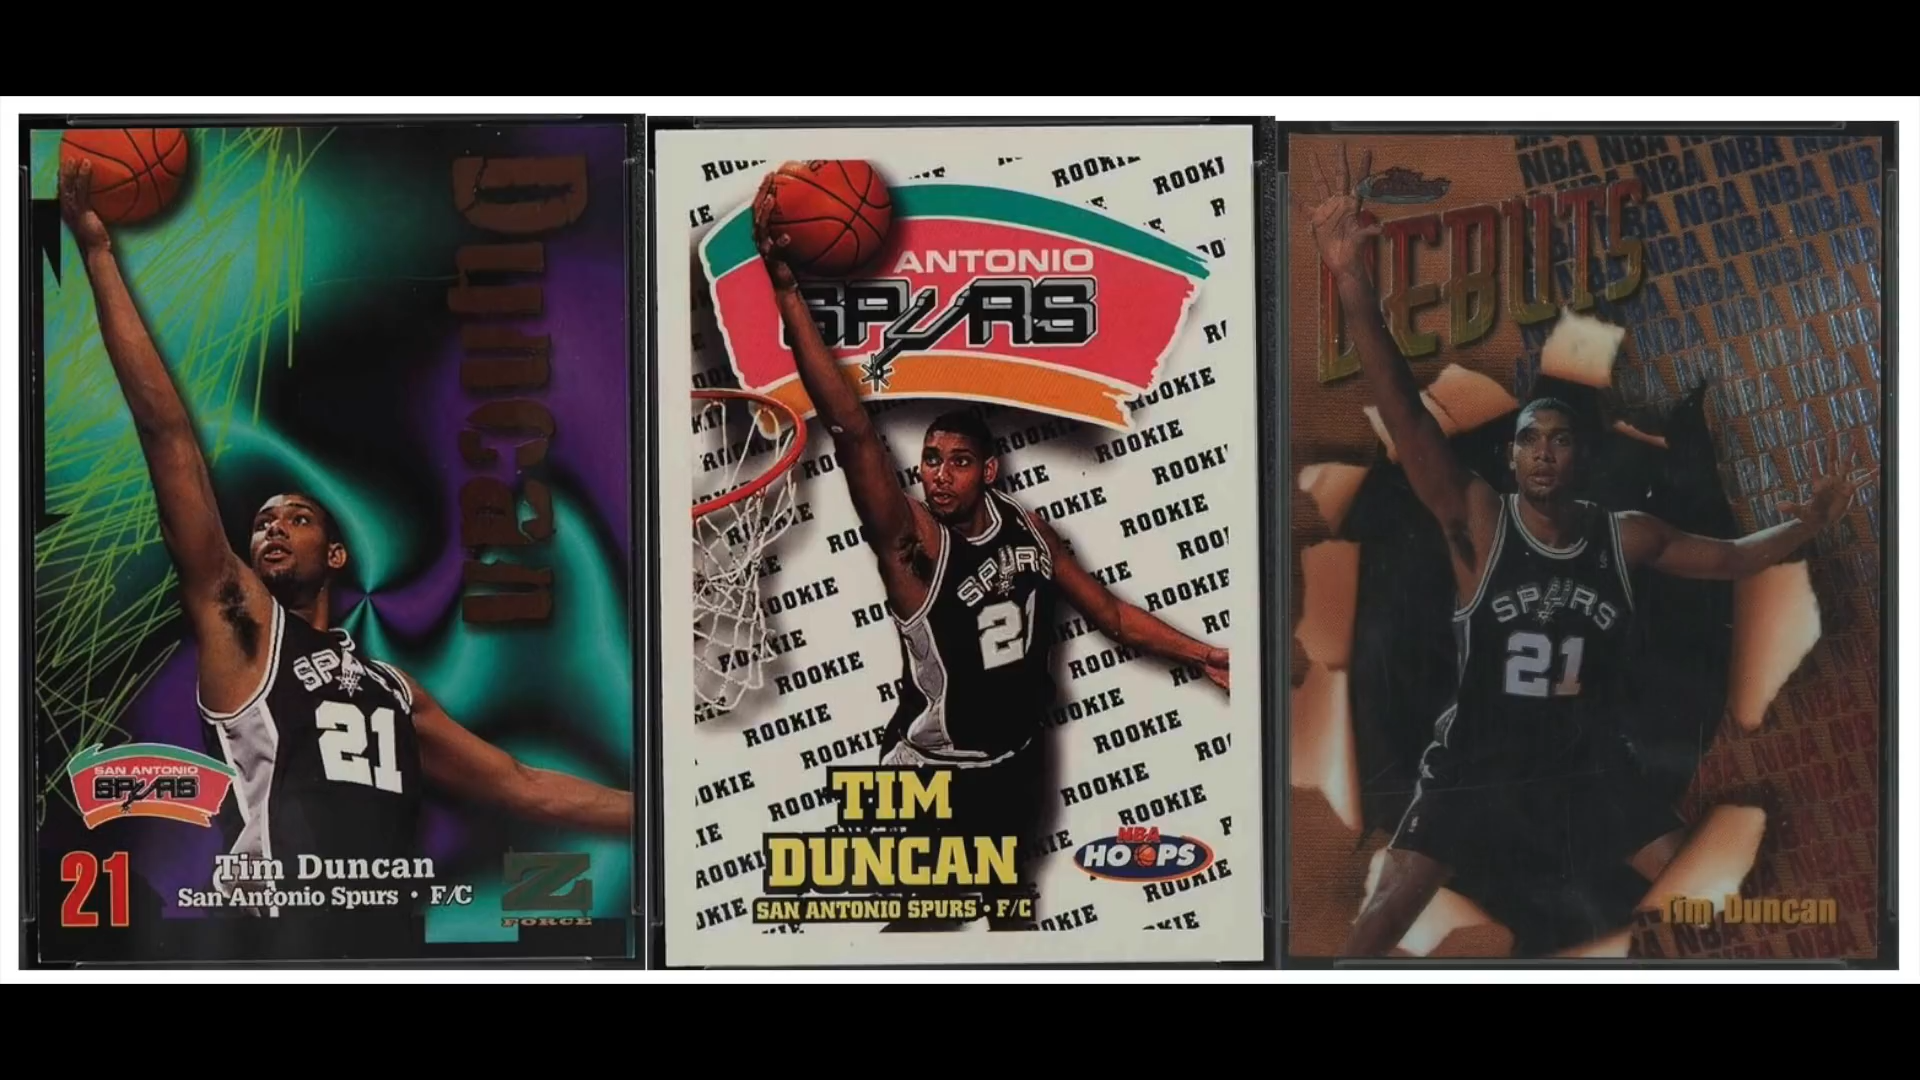 Duncan
SPURS
21
SAN ANTONIO
SPURS
21
Tim Duncan
San Antonio Spurs · F/C
Z
FORCE
ROOKIE
ANTONIO
SPURS
SPURS
21
TIM
DUNCAN
SAN ANTONIO SPURS • F/C
NBA
HOOPS
DEBUTS
NBA NBA NBA NBA
SPURS
21
Tim Duncan